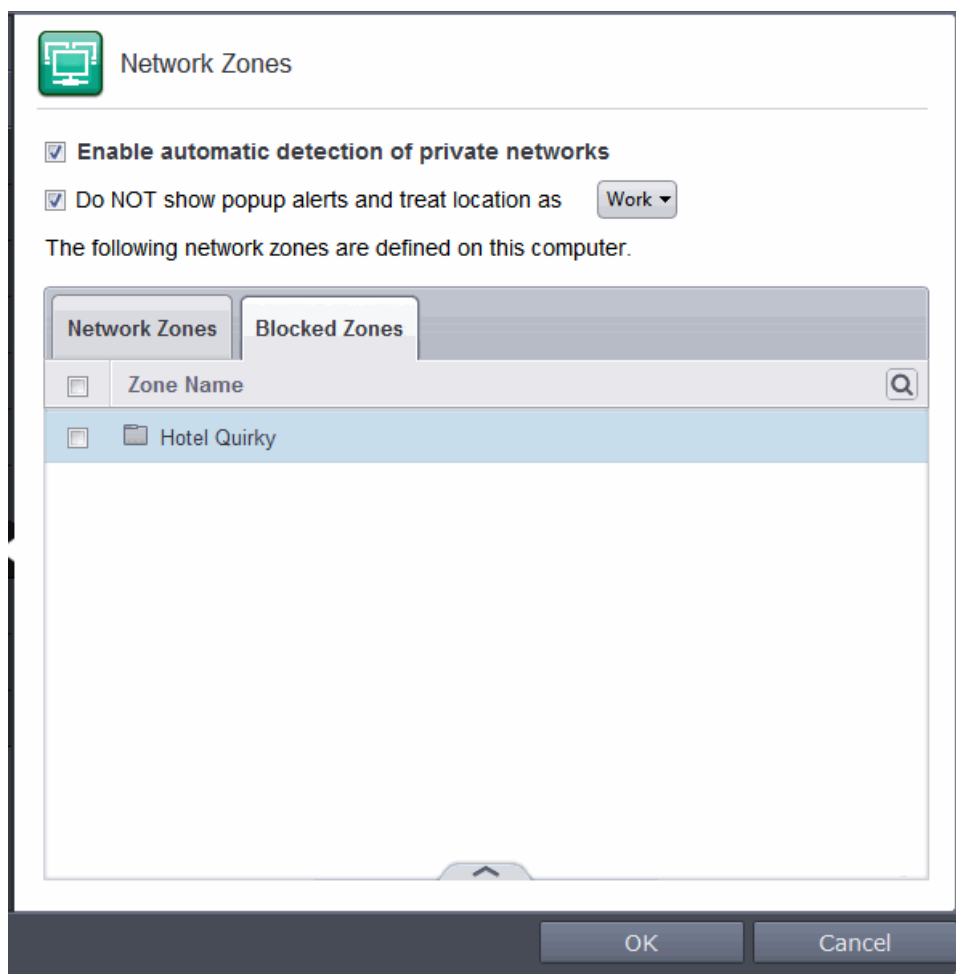 Network Zones
Enable automatic detection of private networks
Do NOT show popup alerts and treat location as Work
The following network zones are defined on this computer.
Network Zones Blocked Zones
Zone Name
Hotel Quirky
OK Cancel